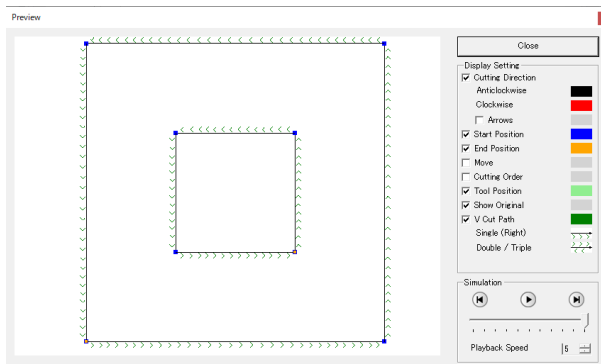 Preview
Close
Display Setting
Cutting Direction
Anticlockwise
Clockwise
Arrows
Start Position
End Position
Move
Cutting Order
Tool Position
Show Original
V Cut Path
Single (Right)
Double / Triple
Simulation
Playback Speed
5